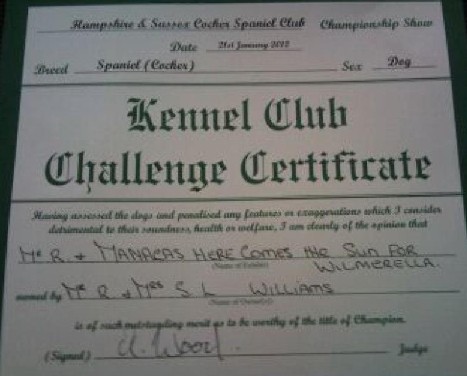 Hampshire & Sussex Cocker Spaniel Club Championship Show
Date 21st January 2012
Breed Spaniel (Cocker) Sex Dog
Kennel Club
Challenge Certificate
Having assessed the dogs and penalised any features or exaggerations which I consider
detrimental to their soundness, health or welfare, I am clearly of the opinion that
MANACAS HERE COMES THE SUN FOR
WILMERELLA.
(Name of Exhibit)
owned by Mr R & Mrs S L WILLIAMS
(Name of Owner(s))
is of such outstanding merit as to be worthy of the title of Champion.
(Signed) Wood. Judge